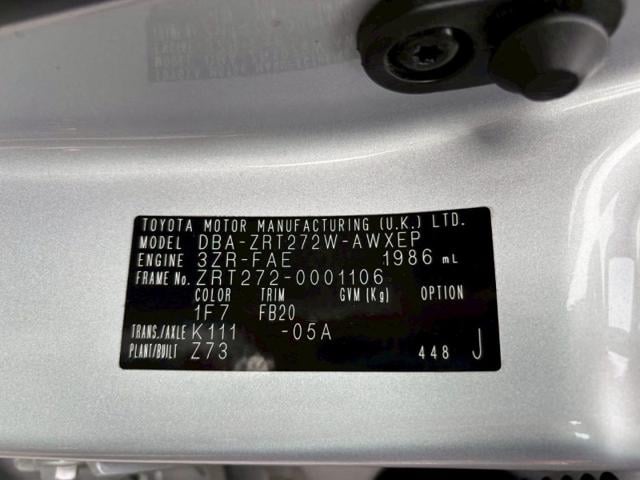 TOYOTA MOTOR MANUFACTURING (U.K.) LTD.
MODEL DBA-ZRT272W-AWXEP
ENGINE 3ZR-FAE 1986 mL
FRAME No. ZRT272-0001106
COLOR TRIM GVM (Kg) OPTION
1F7 FB20
TRANS./AXLE K111 -05A
PLANT/BUILT Z73 448 J